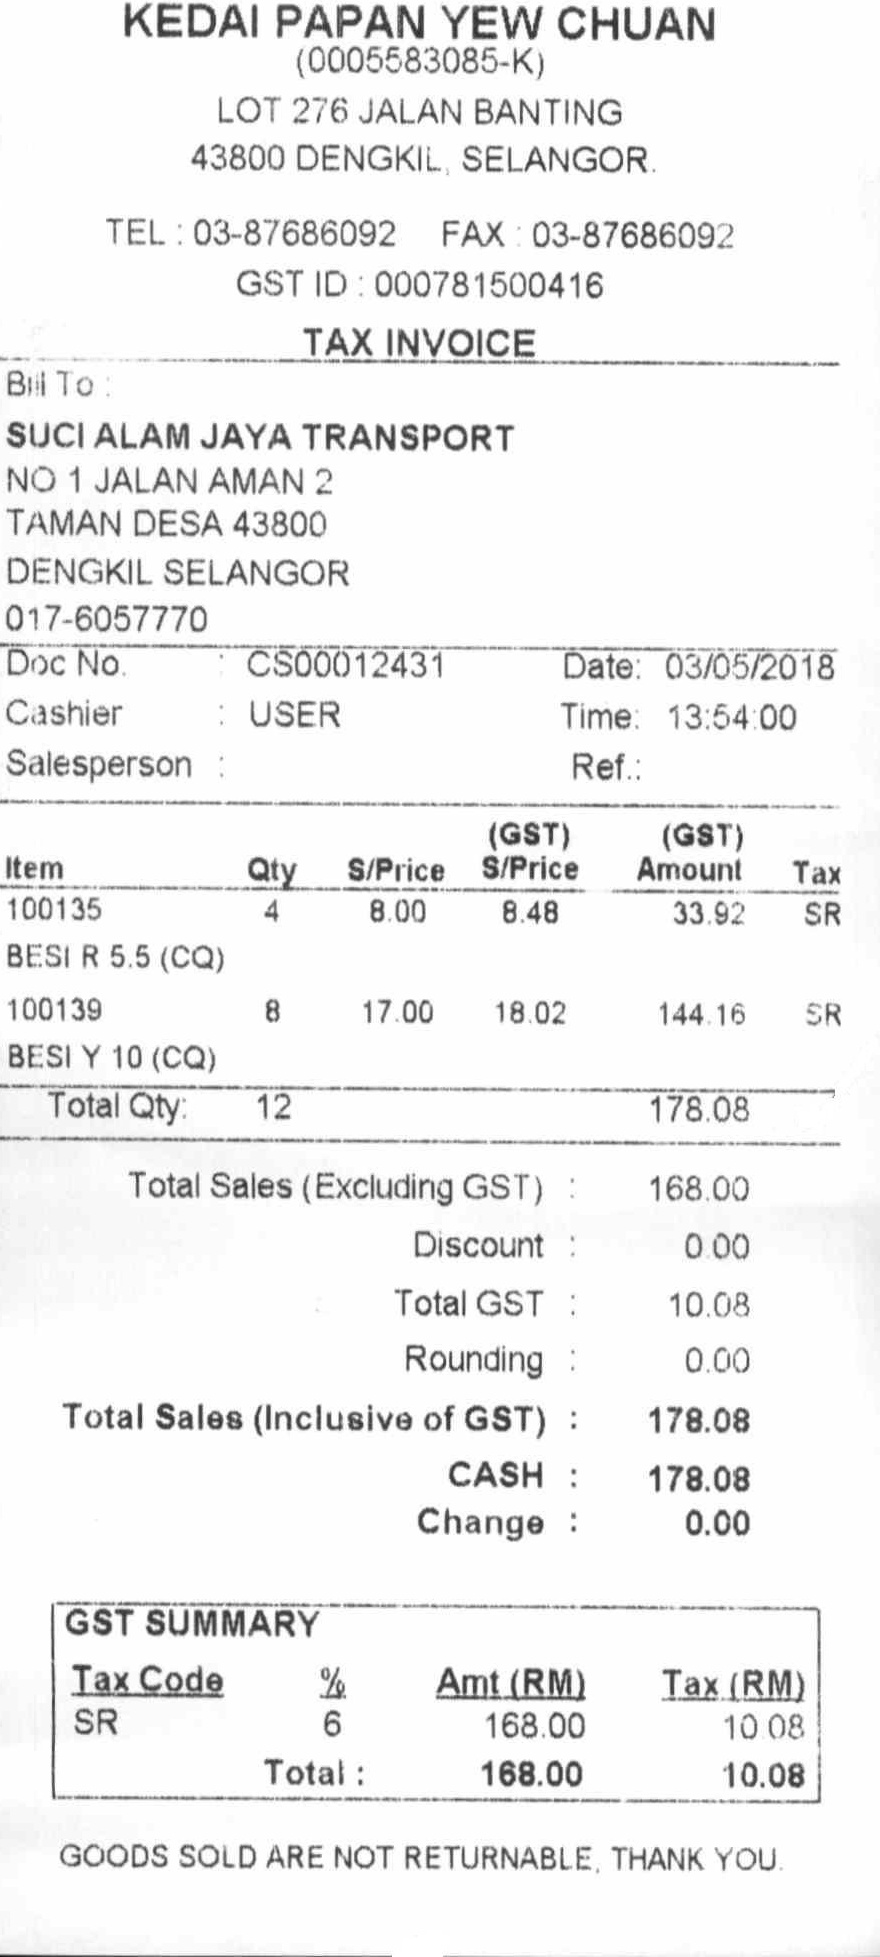 KEDAI PAPAN YEW CHUAN
(0005583085-K)
LOT 276 JALAN BANTING
43800 DENGKIL, SELANGOR.
TEL : 03-87686092 FAX : 03-87686092
GST ID : 000781500416
TAX INVOICE
Bill To :
SUCI ALAM JAYA TRANSPORT
NO 1 JALAN AMAN 2
TAMAN DESA 43800
DENGKIL SELANGOR
017-6057770
Doc No. : CS00012431 Date: 03/05/2018
Cashier : USER Time: 13:54:00
Salesperson : Ref.:
(GST) (GST)
Item Qty S/Price S/Price Amount Tax
100135 4 8.00 8.48 33.92 SR
BESI R 5.5 (CQ)
100139 8 17.00 18.02 144.16 SR
BESI Y 10 (CQ)
Total Qty: 12 178.08
Total Sales (Excluding GST) : 168.00
Discount : 0.00
Total GST : 10.08
Rounding : 0.00
Total Sales (Inclusive of GST) : 178.08
CASH : 178.08
Change : 0.00
GST SUMMARY
Tax Code % Amt (RM) Tax (RM)
SR 6 168.00 10.08
Total : 168.00 10.08
GOODS SOLD ARE NOT RETURNABLE, THANK YOU.